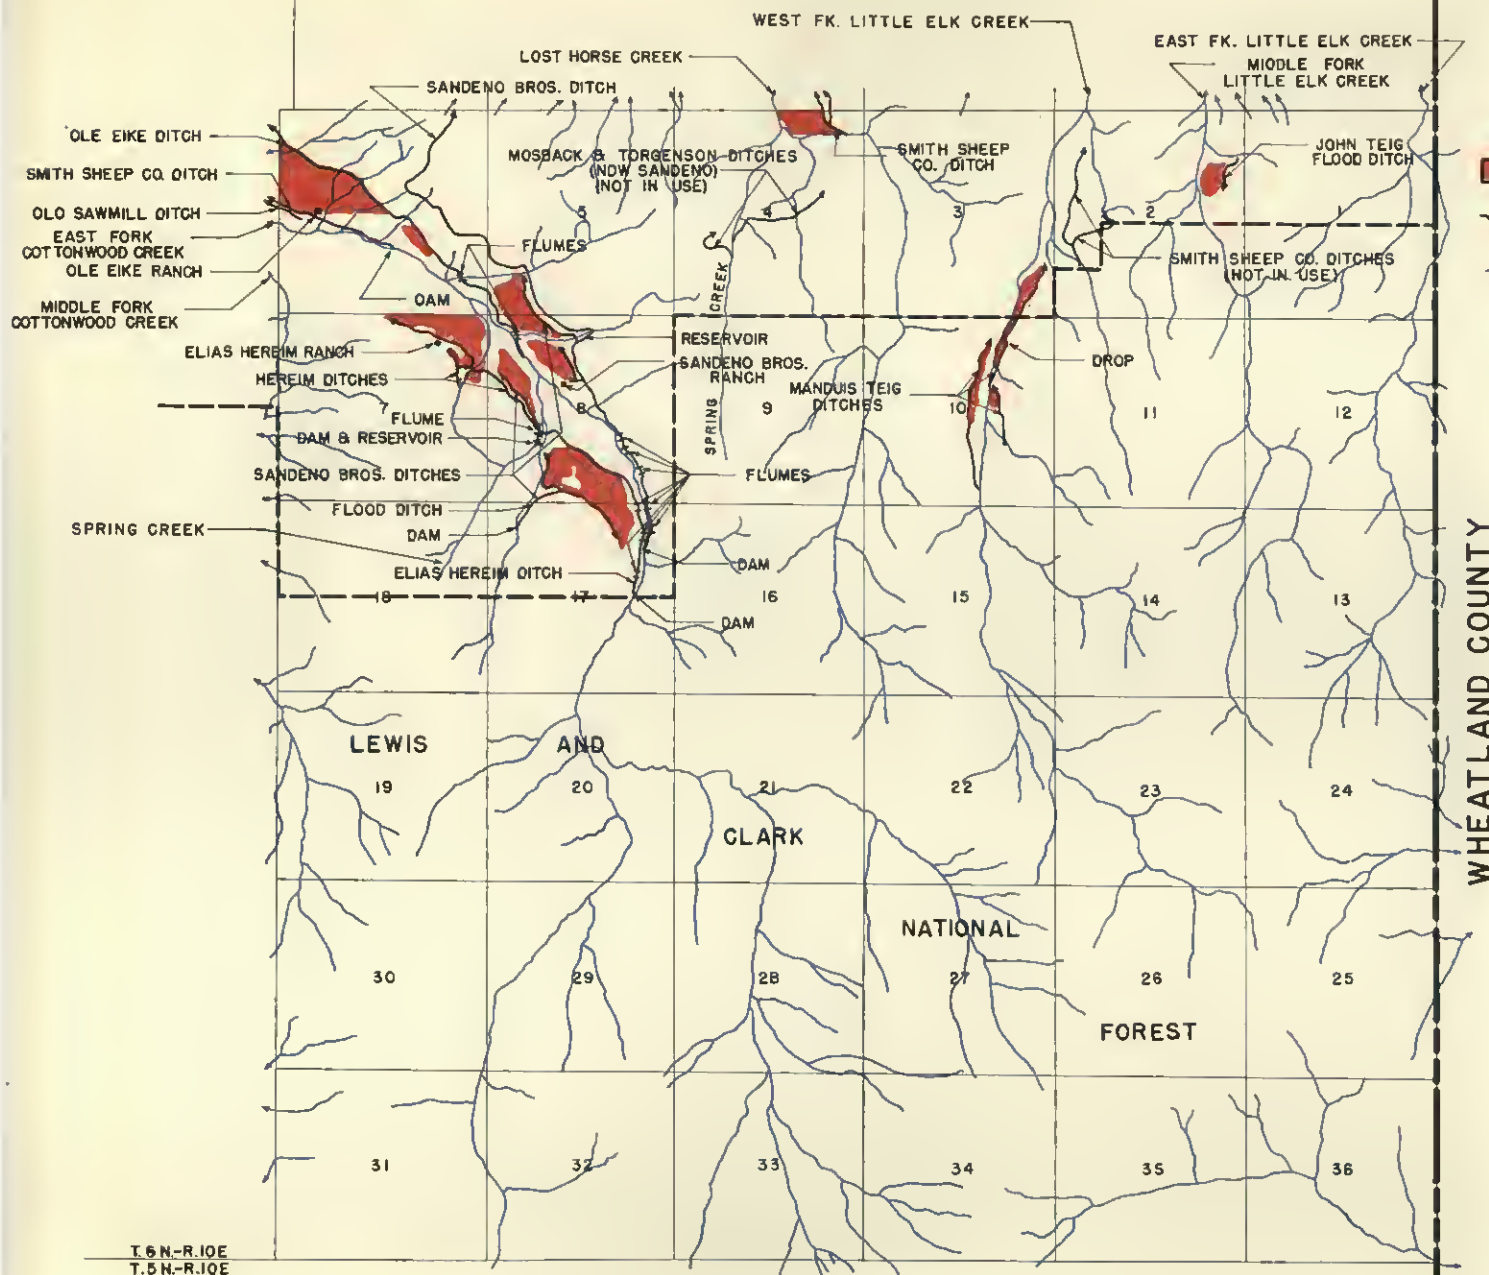 WEST FK. LITTLE ELK CREEK
EAST FK. LITTLE ELK CREEK
MIDDLE FORK
LITTLE ELK CREEK
LOST HORSE CREEK
SANDENO BROS. DITCH
OLE EIKE DITCH
SMITH SHEEP CO. DITCH
OLO SAWMILL DITCH
EAST FORK
COTTONWOOD CREEK
OLE EIKE RANCH
MIDDLE FORK
COTTONWOOD CREEK
MOSBACK & TORGENSON DITCHES
(NOW SANDENO)
(NOT IN USE)
SMITH SHEEP
CO. DITCH
JOHN TEIG
FLOOD DITCH
5
4
3
2
1
FLUMES
OAM
SMITH SHEEP CO. DITCHES
(NOT IN USE)
SPRING CREEK
ELIAS HEREIM RANCH
HEREIM DITCHES
RESERVOIR
SANDENO BROS.
RANCH
MANDUIS TEIG
DITCHES
DROP
7
8
9
10
11
12
FLUME
DAM & RESERVOIR
SANDENO BROS. DITCHES
FLUMES
FLOOD DITCH
SPRING CREEK
DAM
ELIAS HEREIM OITCH
DAM
DAM
18
17
16
15
14
13
WHEATLAND COUNTY
LEWIS AND
CLARK
NATIONAL
FOREST
19
20
21
22
23
24
30
29
28
27
26
25
31
32
33
34
35
36
T.6N.-R.10E
T.5N.-R.10E